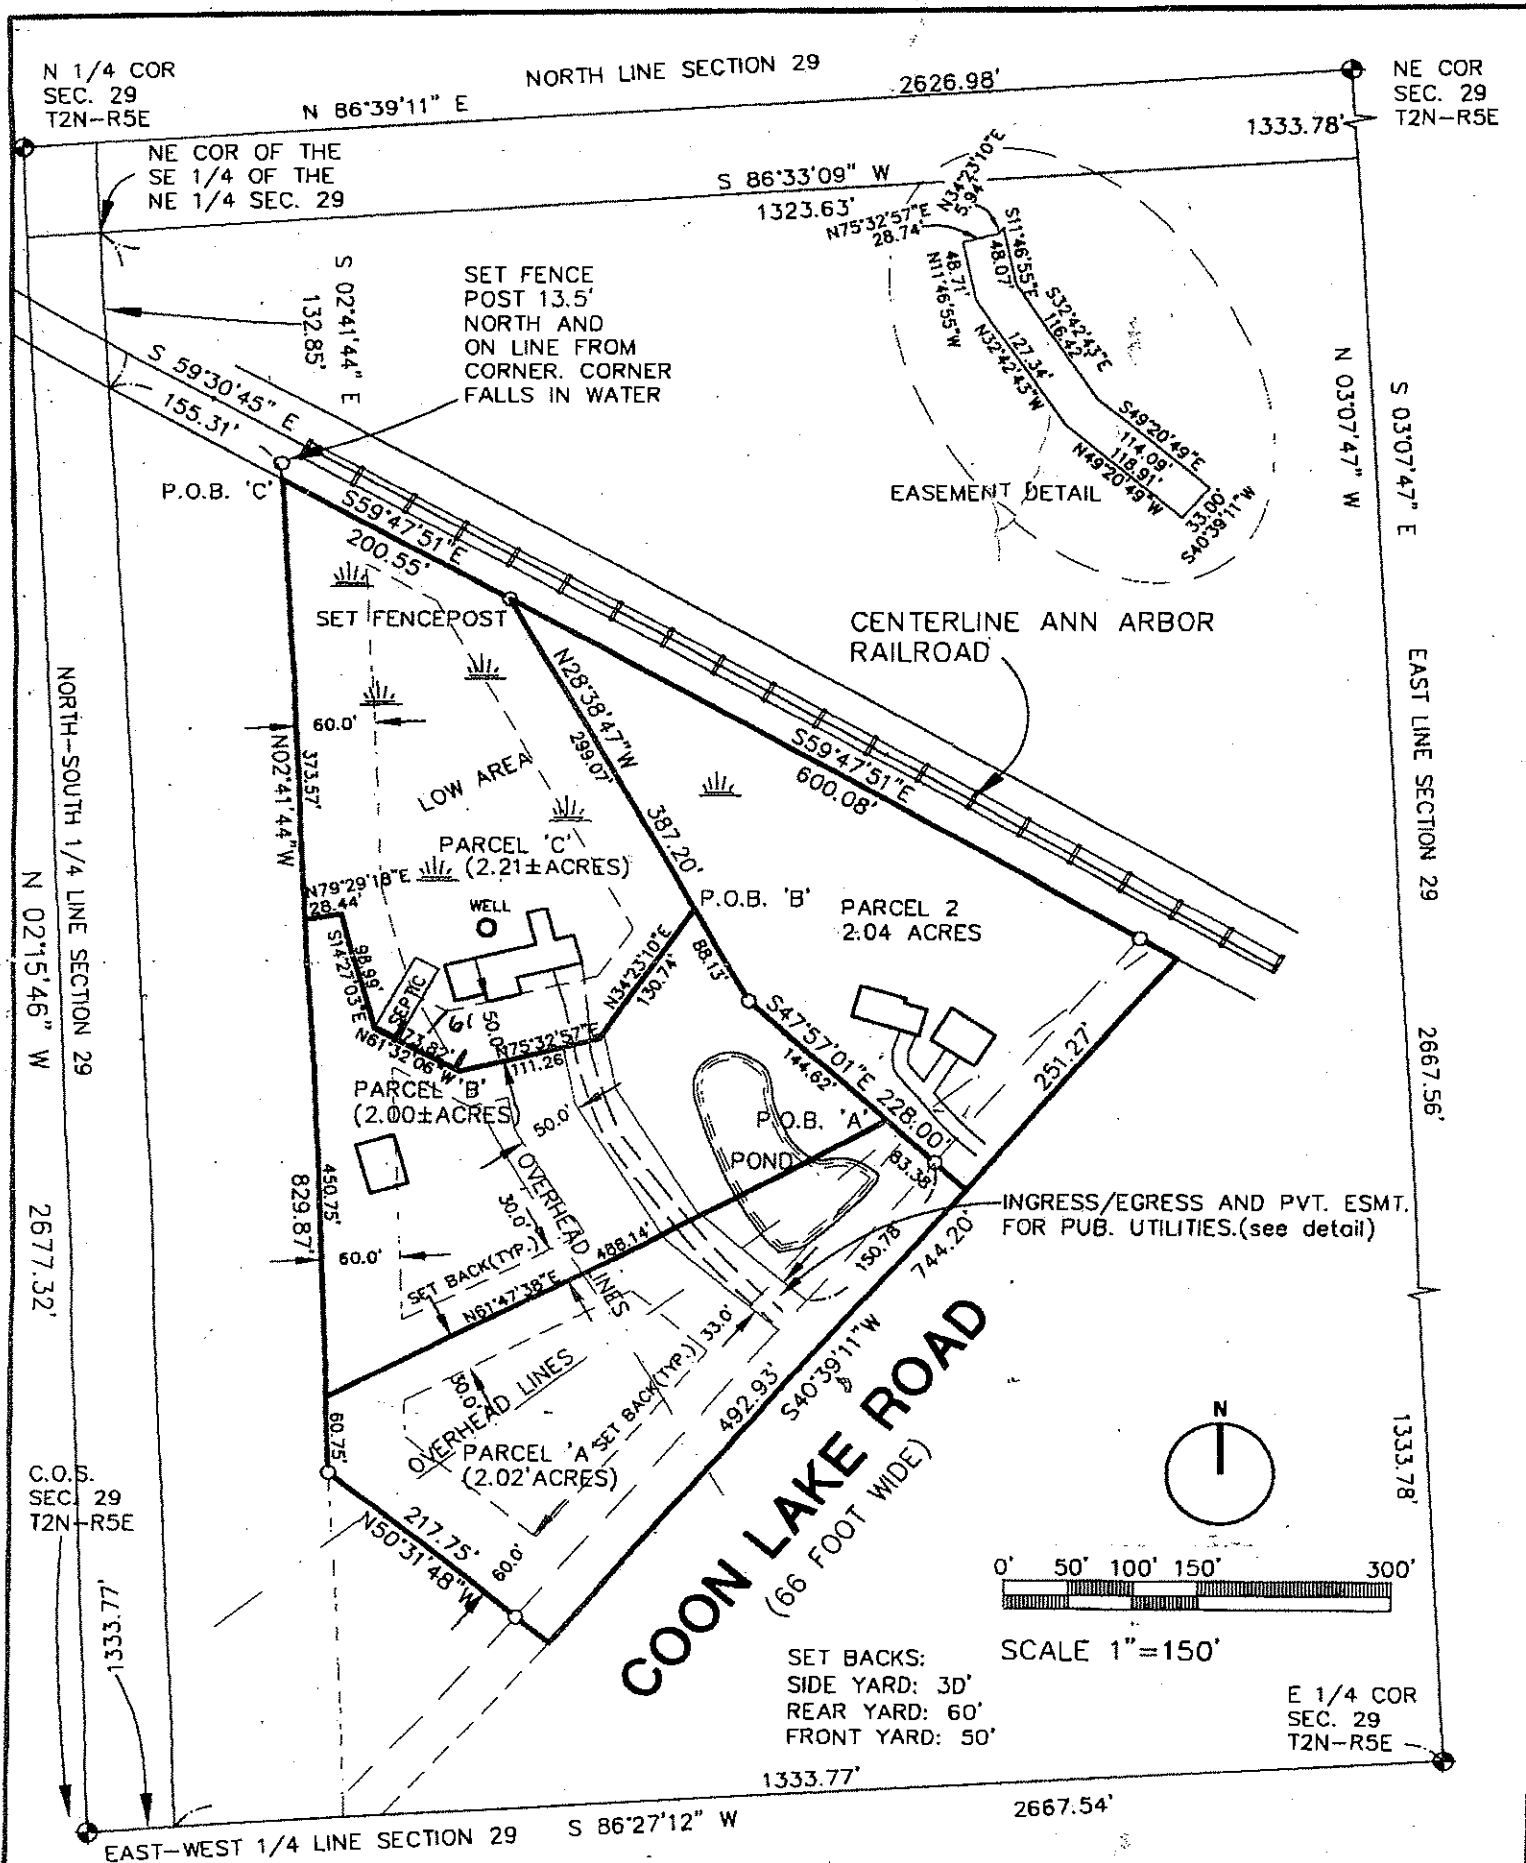 N 1/4 COR
SEC. 29
T2N-R5E
N 86°39'11" E
NORTH LINE SECTION 29
2626.98'
NE COR
SEC. 29
T2N-R5E
1333.78'
NE COR OF THE
SE 1/4 OF THE
NE 1/4 SEC. 29
S 86°33'09" W
1323.63'
N34°23'10"E
5.94'
N75°32'57"E
28.74'
S11°46'55"E
48.07'
48.71'
N11°46'55"W
S32°42'43"E
116.42'
127.34'
N32°42'43"W
S49°20'49"E
114.09'
118.91'
N49°20'49"W
33.00'
S40°39'11"W
EASEMENT DETAIL
S 02°41'44" E
132.85'
SET FENCE
POST 13.5'
NORTH AND
ON LINE FROM
CORNER. CORNER
FALLS IN WATER
S 59°30'45" E
155.31'
P.O.B. 'C'
S59°47'51"E
200.55'
SET FENCEPOST
N 03°07'47" W
S 03°07'47" E
CENTERLINE ANN ARBOR
RAILROAD
EAST LINE SECTION 29
2667.56'
1333.78'
NORTH-SOUTH 1/4 LINE SECTION 29
N 02°15'46" W
2677.32'
60.0'
373.57'
N02°41'44"W
N28°38'47"W
299.07'
387.20'
S59°47'51"E
600.08'
LOW AREA
PARCEL 'C'
(2.21±ACRES)
N79°29'18"E
28.44'
WELL
P.O.B. 'B'
PARCEL 2
2.04 ACRES
98.99'
S14°27'03"E
SEPTIC
N34°23'10"E
130.74'
88.13'
61
50.0'
173.82'
N61°32'06"W
N75°32'57"E
111.26'
S47°57'01"E
144.62'
228.00'
251.27'
PARCEL 'B'
(2.00±ACRES)
50.0'
P.O.B. 'A'
POND
83.38'
450.75'
829.87'
60.0'
OVERHEAD LINES
30.0'
SET BACK(TYP.)
488.14'
N61°47'38"E
150.78'
744.20'
INGRESS/EGRESS AND PVT. ESMT.
FOR PUB. UTILITIES.(see detail)
33.0'
492.93'
S40°39'11"W
30.0'
OVERHEAD LINES
SET BACK(TYP.)
PARCEL 'A'
(2.02'ACRES)
60.75'
COON LAKE ROAD
(66 FOOT WIDE)
N
C.O.S.
SEC. 29
T2N-R5E
217.75'
N50°31'48"W
60.0'
0' 50' 100' 150' 300'
SCALE 1"=150'
SET BACKS:
SIDE YARD: 30'
REAR YARD: 60'
FRONT YARD: 50'
1333.77'
E 1/4 COR
SEC. 29
T2N-R5E
1333.77'
2667.54'
EAST-WEST 1/4 LINE SECTION 29
S 86°27'12" W